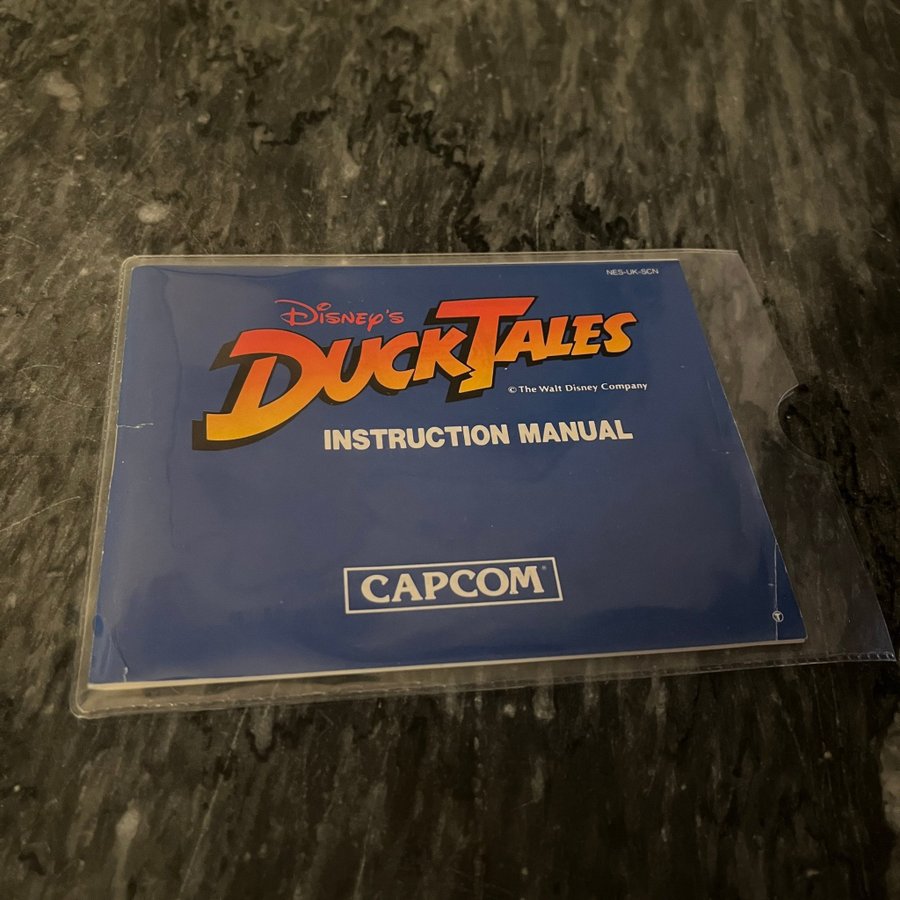 NES-UK-SCN
Disney's
DUCKTALES
© The Walt Disney Company
INSTRUCTION MANUAL
CAPCOM